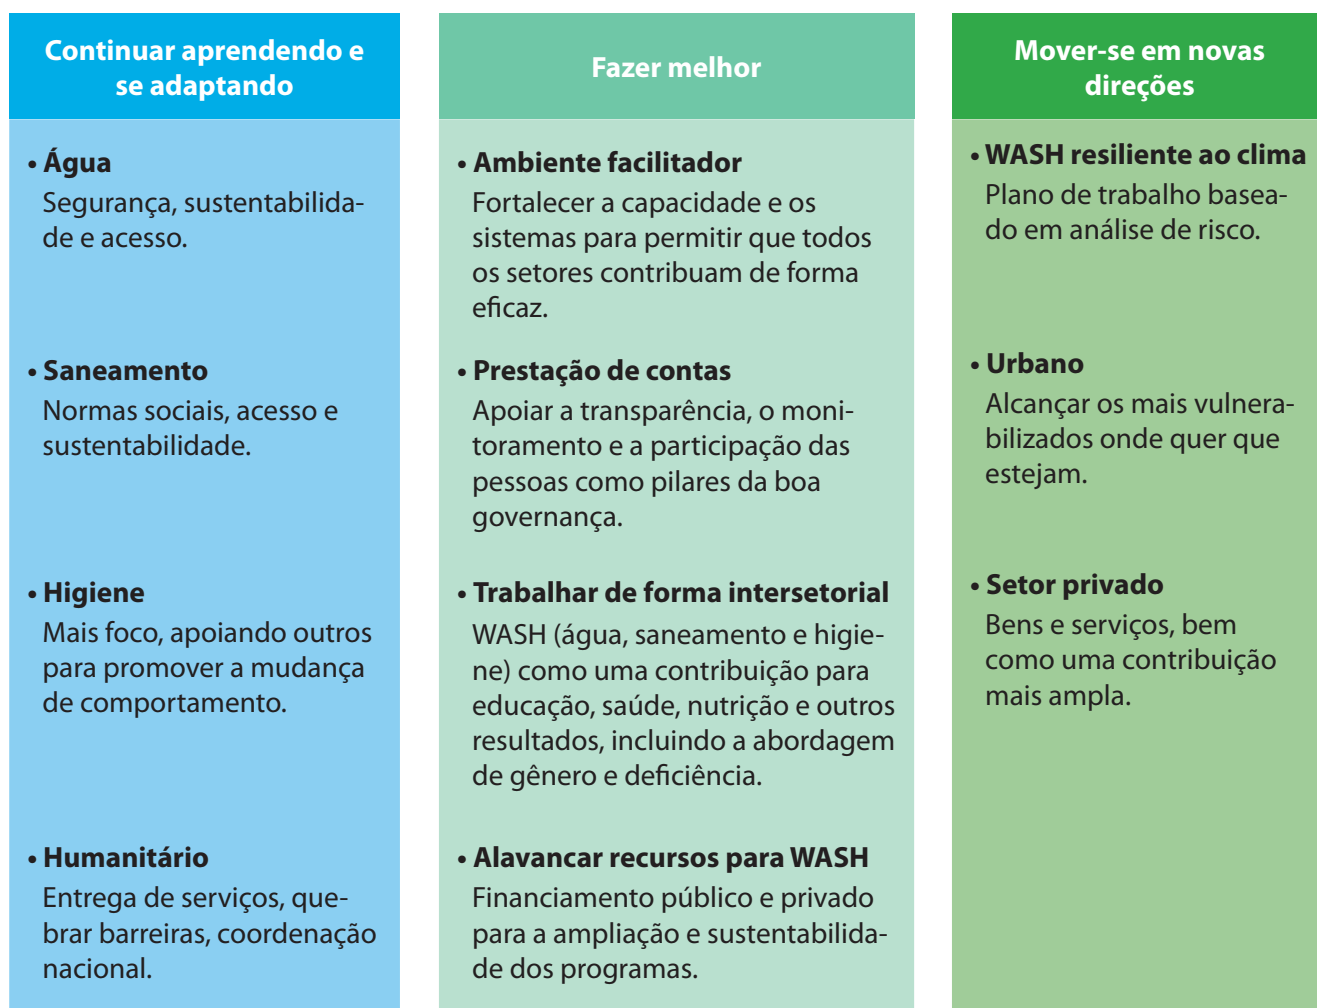 Continuar aprendendo e
se adaptando
• Água
Segurança, sustentabilida-
de e acesso.
• Saneamento
Normas sociais, acesso e
sustentabilidade.
• Higiene
Mais foco, apoiando outros
para promover a mudança
de comportamento.
• Humanitário
Entrega de serviços, que-
brar barreiras, coordenação
nacional.
Fazer melhor
• Ambiente facilitador
Fortalecer a capacidade e os
sistemas para permitir que todos
os setores contribuam de forma
eficaz.
• Prestação de contas
Apoiar a transparência, o moni-
toramento e a participação das
pessoas como pilares da boa
governança.
• Trabalhar de forma intersetorial
WASH (água, saneamento e higie-
ne) como uma contribuição para
educação, saúde, nutrição e outros
resultados, incluindo a abordagem
de gênero e deficiência.
• Alavancar recursos para WASH
Financiamento público e privado
para a ampliação e sustentabilida-
de dos programas.
Mover-se em novas
direções
• WASH resiliente ao clima
Plano de trabalho basea-
do em análise de risco.
• Urbano
Alcançar os mais vulnera-
bilizados onde quer que
estejam.
• Setor privado
Bens e serviços, bem
como uma contribuição
mais ampla.